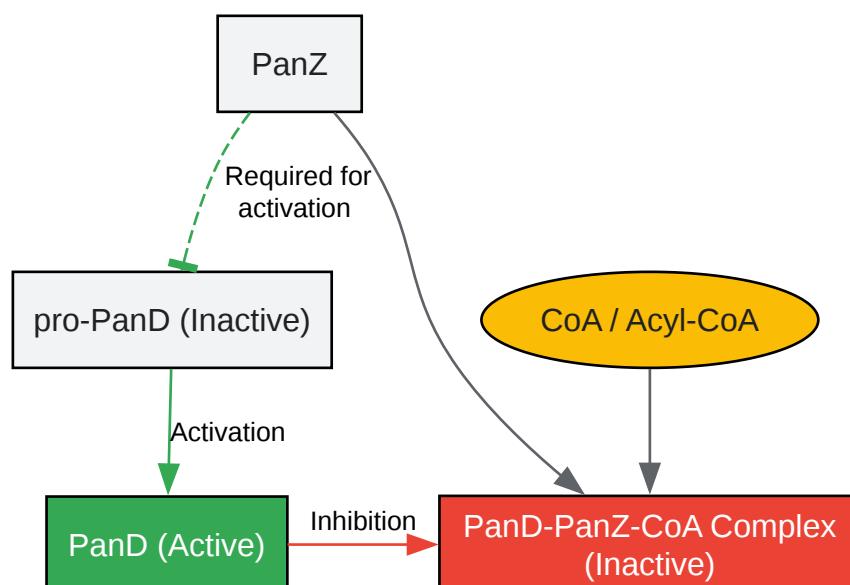 PanZ
Required for
activation
pro-PanD (Inactive)
CoA / Acyl-CoA
Activation
PanD (Active)
Inhibition
PanD-PanZ-CoA Complex
(Inactive)